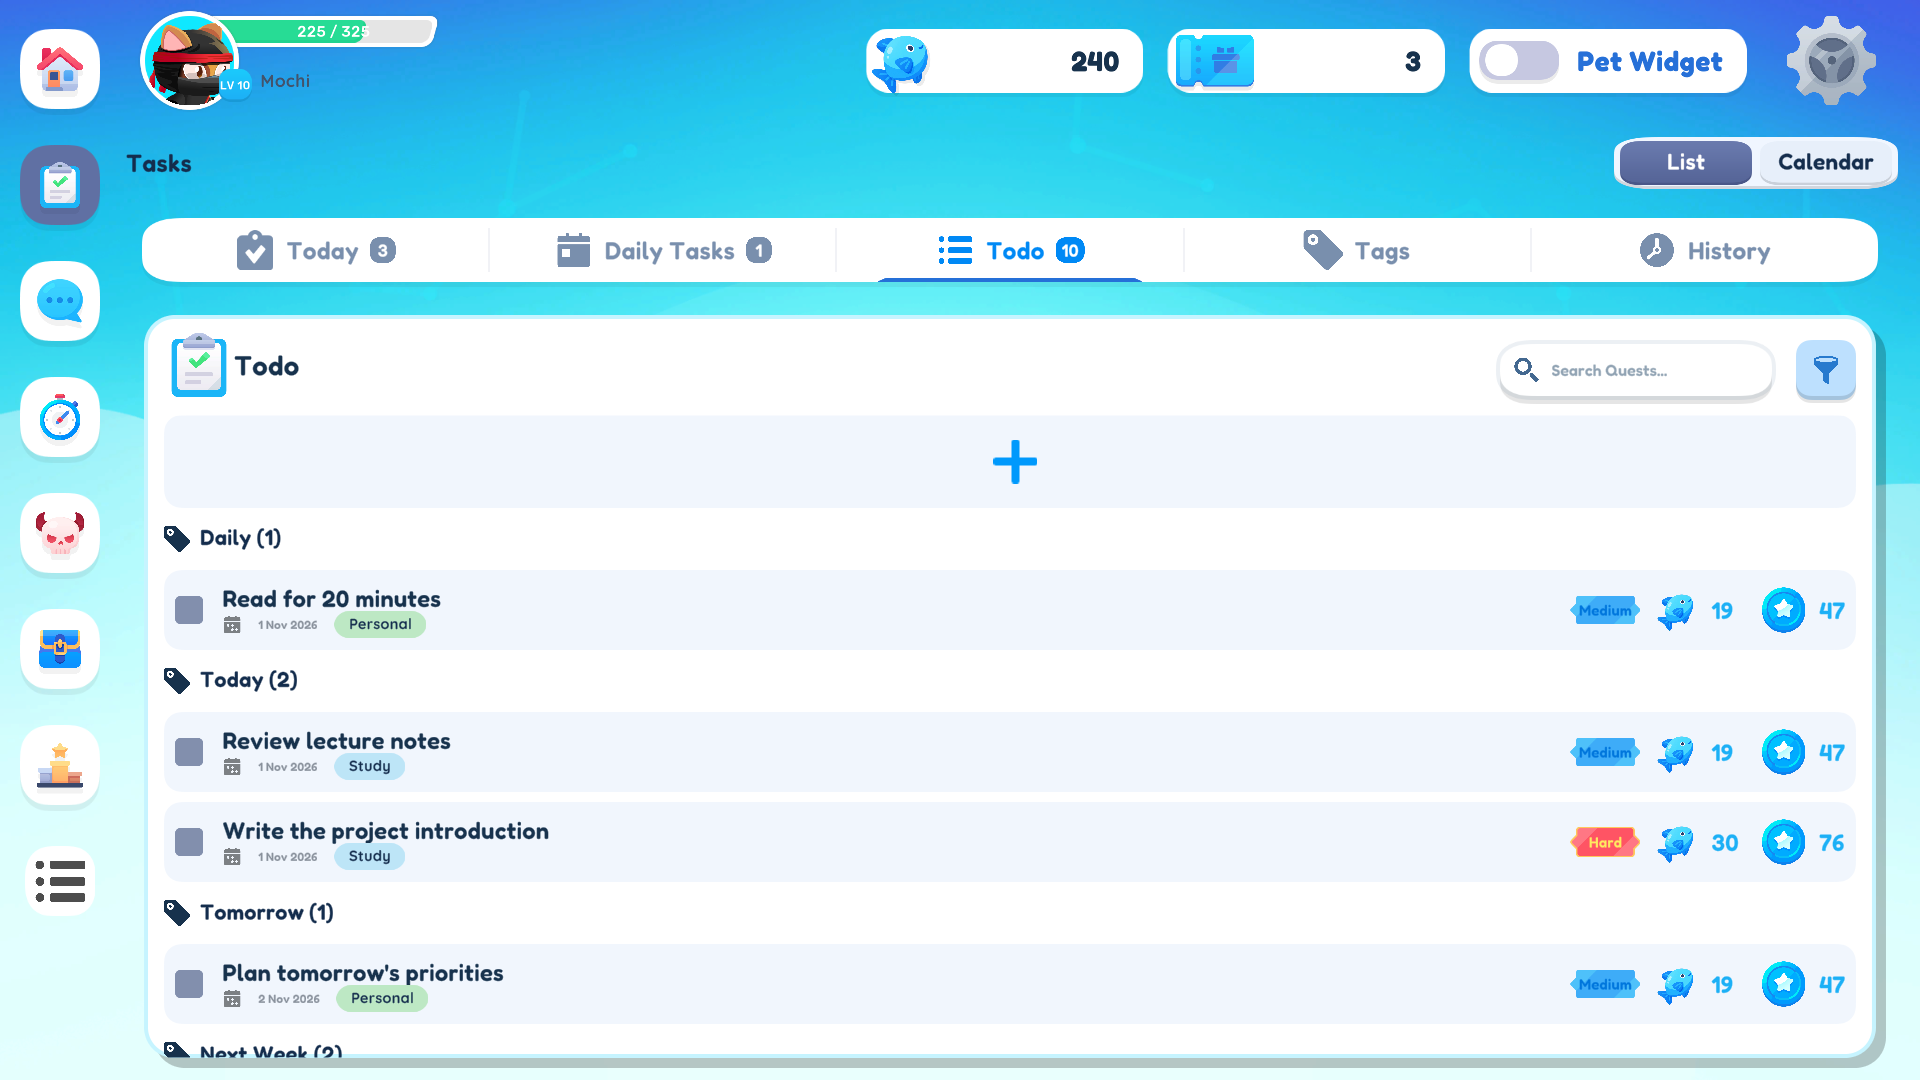 225 / 325
LV 10
Mochi
240
3
Pet Widget
Tasks
List
Calendar
Today 3
Daily Tasks 1
Todo 10
Tags
History
Todo
Search Quests...
Daily (1)
Read for 20 minutes
1 Nov 2026 Personal
Medium 19 47
Today (2)
Review lecture notes
1 Nov 2026 Study
Medium 19 47
Write the project introduction
1 Nov 2026 Study
Hard 30 76
Tomorrow (1)
Plan tomorrow's priorities
2 Nov 2026 Personal
Medium 19 47
Next Week (2)